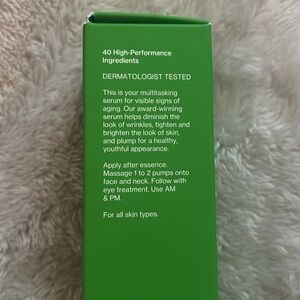 40 High-Performance
Ingredients
DERMATOLOGIST TESTED
This is your multitasking
serum for visible signs of
aging. Our award-winning
serum helps diminish the
look of wrinkles, tighten and
brighten the look of skin,
and plump for a healthy,
youthful appearance.
Apply after essence.
Massage 1 to 2 pumps onto
face and neck. Follow with
eye treatment. Use AM
& PM.
For all skin types.